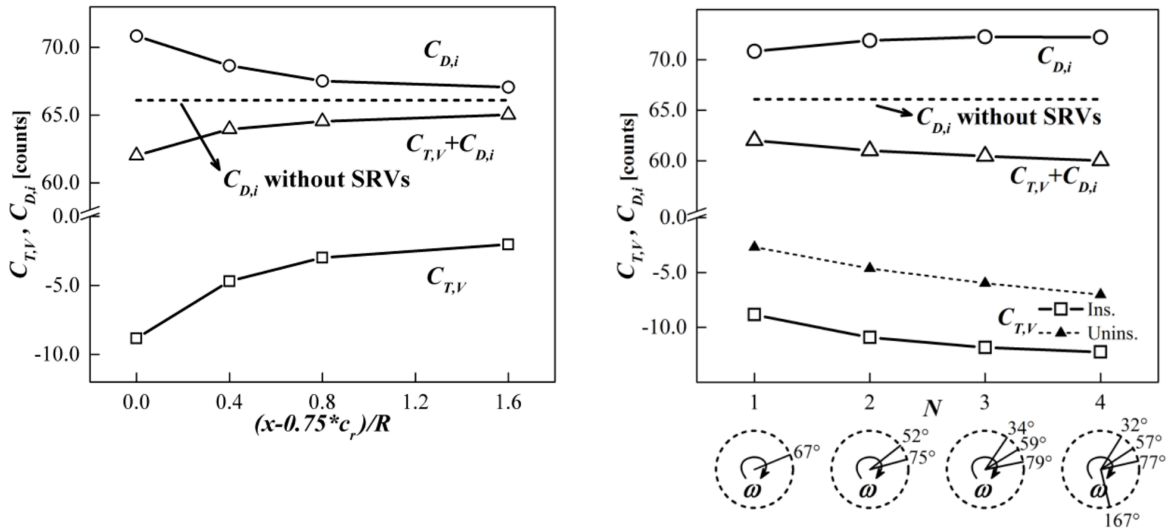 C_{T,V}, C_{D,i} [counts]
70.0
65.0
60.0
0.0
-5.0
-10.0
C_{D,i}
C_{T,V}+C_{D,i}
C_{D,i} without SRVs
C_{T,V}
0.0 0.4 0.8 1.2 1.6
(x-0.75*c_r)/R
C_{T,V}, C_{D,i} [counts]
70.0
65.0
60.0
0.0
-5.0
-10.0
C_{D,i}
C_{D,i} without SRVs
C_{T,V}+C_{D,i}
C_{T,V}
Ins.
Unins.
1 2 3 4
N
67°
ω
52°
75°
ω
34°
59°
79°
ω
32°
57°
77°
167°
ω